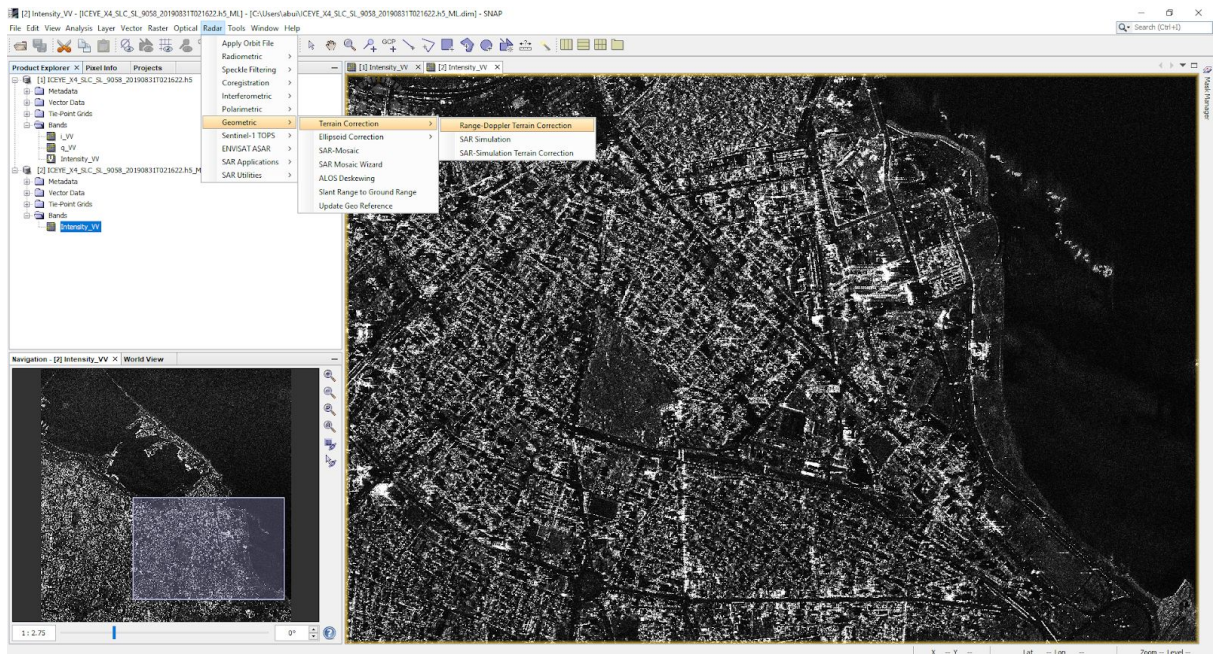 [2] Intensity_VV - [ICEYE_X4_SLC_SL_9058_20190831T021622.h5_ML] - [C:\Users\abui\ICEYE_X4_SLC_SL_9058_20190831T021622.h5_ML.dim] - SNAP
File Edit View Analysis Layer Vector Raster Optical Radar Tools Window Help
Search (Ctrl+I)
GCP
Apply Orbit File
Radiometric
Speckle Filtering
Coregistration
Interferometric
Polarimetric
Geometric
Sentinel-1 TOPS
ENVISAT ASAR
SAR Applications
SAR Utilities
Terrain Correction
Ellipsoid Correction
SAR-Mosaic
SAR Mosaic Wizard
ALOS Deskewing
Slant Range to Ground Range
Update Geo Reference
Range-Doppler Terrain Correction
SAR Simulation
SAR-Simulation Terrain Correction
Product Explorer × Pixel Info Projects
[1] ICEYE_X4_SLC_SL_9058_20190831T021622.h5
Metadata
Vector Data
Tie-Point Grids
Bands
i_VV
q_VV
Intensity_VV
[2] ICEYE_X4_SLC_SL_9058_20190831T021622.h5_M
Metadata
Vector Data
Tie-Point Grids
Bands
Intensity_VV
[1] Intensity_VV × [2] Intensity_VV ×
Mask Manager
Navigation - [2] Intensity_VV × World View
1 : 2.75
0°
X -- Y -- Lat -- Lon -- Zoom -- Level --